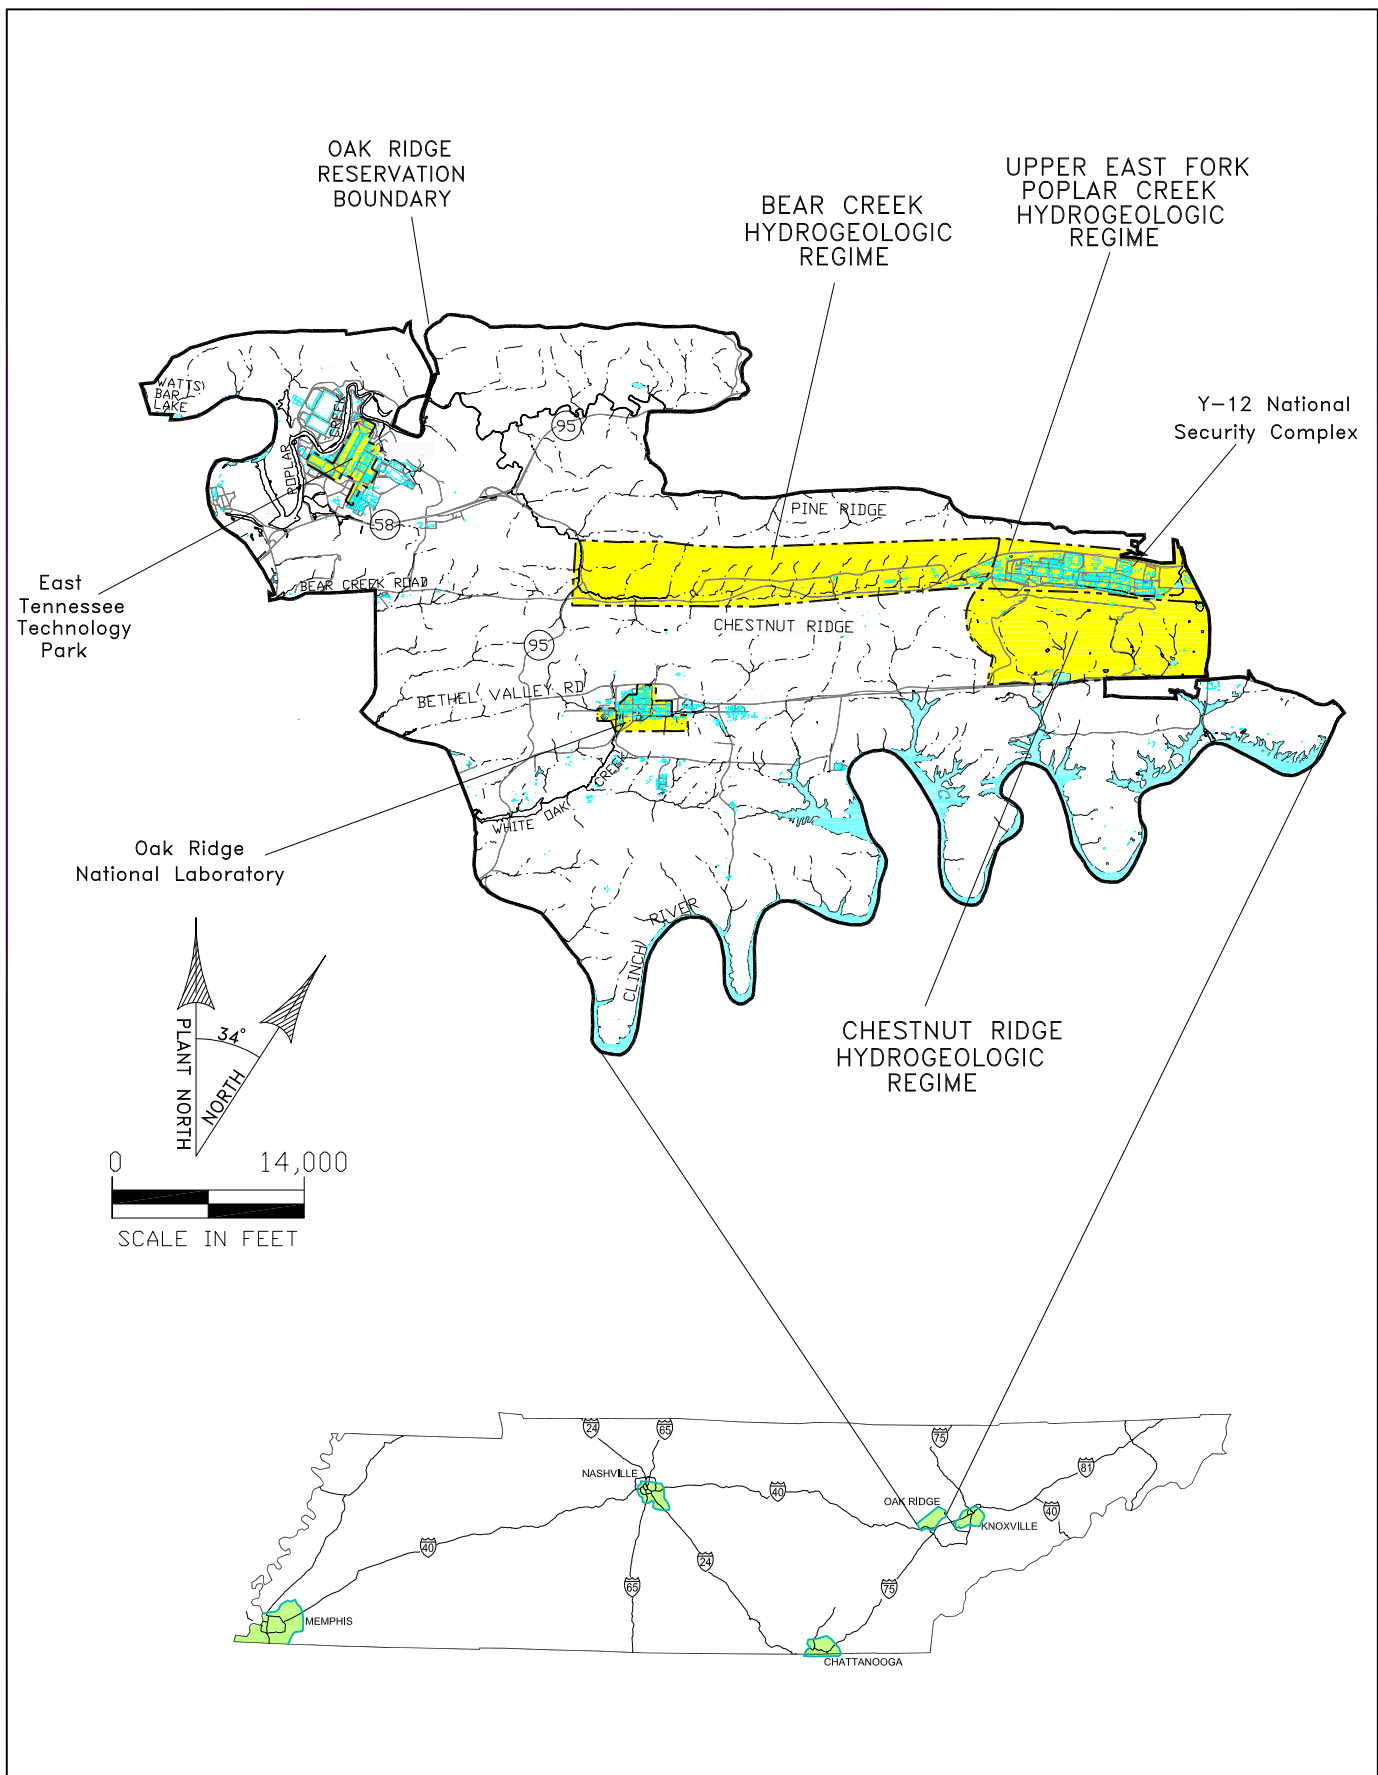 OAK RIDGE
RESERVATION
BOUNDARY
BEAR CREEK
HYDROGEOLOGIC
REGIME
UPPER EAST FORK
POPLAR CREEK
HYDROGEOLOGIC
REGIME
Y-12 National
Security Complex
WATTS
BAR
LAKE
POPLAR
CREEK
95
58
PINE RIDGE
East
Tennessee
Technology
Park
BEAR CREEK ROAD
CHESTNUT RIDGE
95
BETHEL VALLEY RD
WHITE OAK
CREEK
Oak Ridge
National Laboratory
CLINCH
RIVER
CHESTNUT RIDGE
HYDROGEOLOGIC
REGIME
PLANT NORTH
34°
NORTH
0 14,000
SCALE IN FEET
24
65
75
81
NASHVILLE
40
OAK RIDGE
KNOXVILLE
40
40
24
65
75
MEMPHIS
CHATTANOOGA